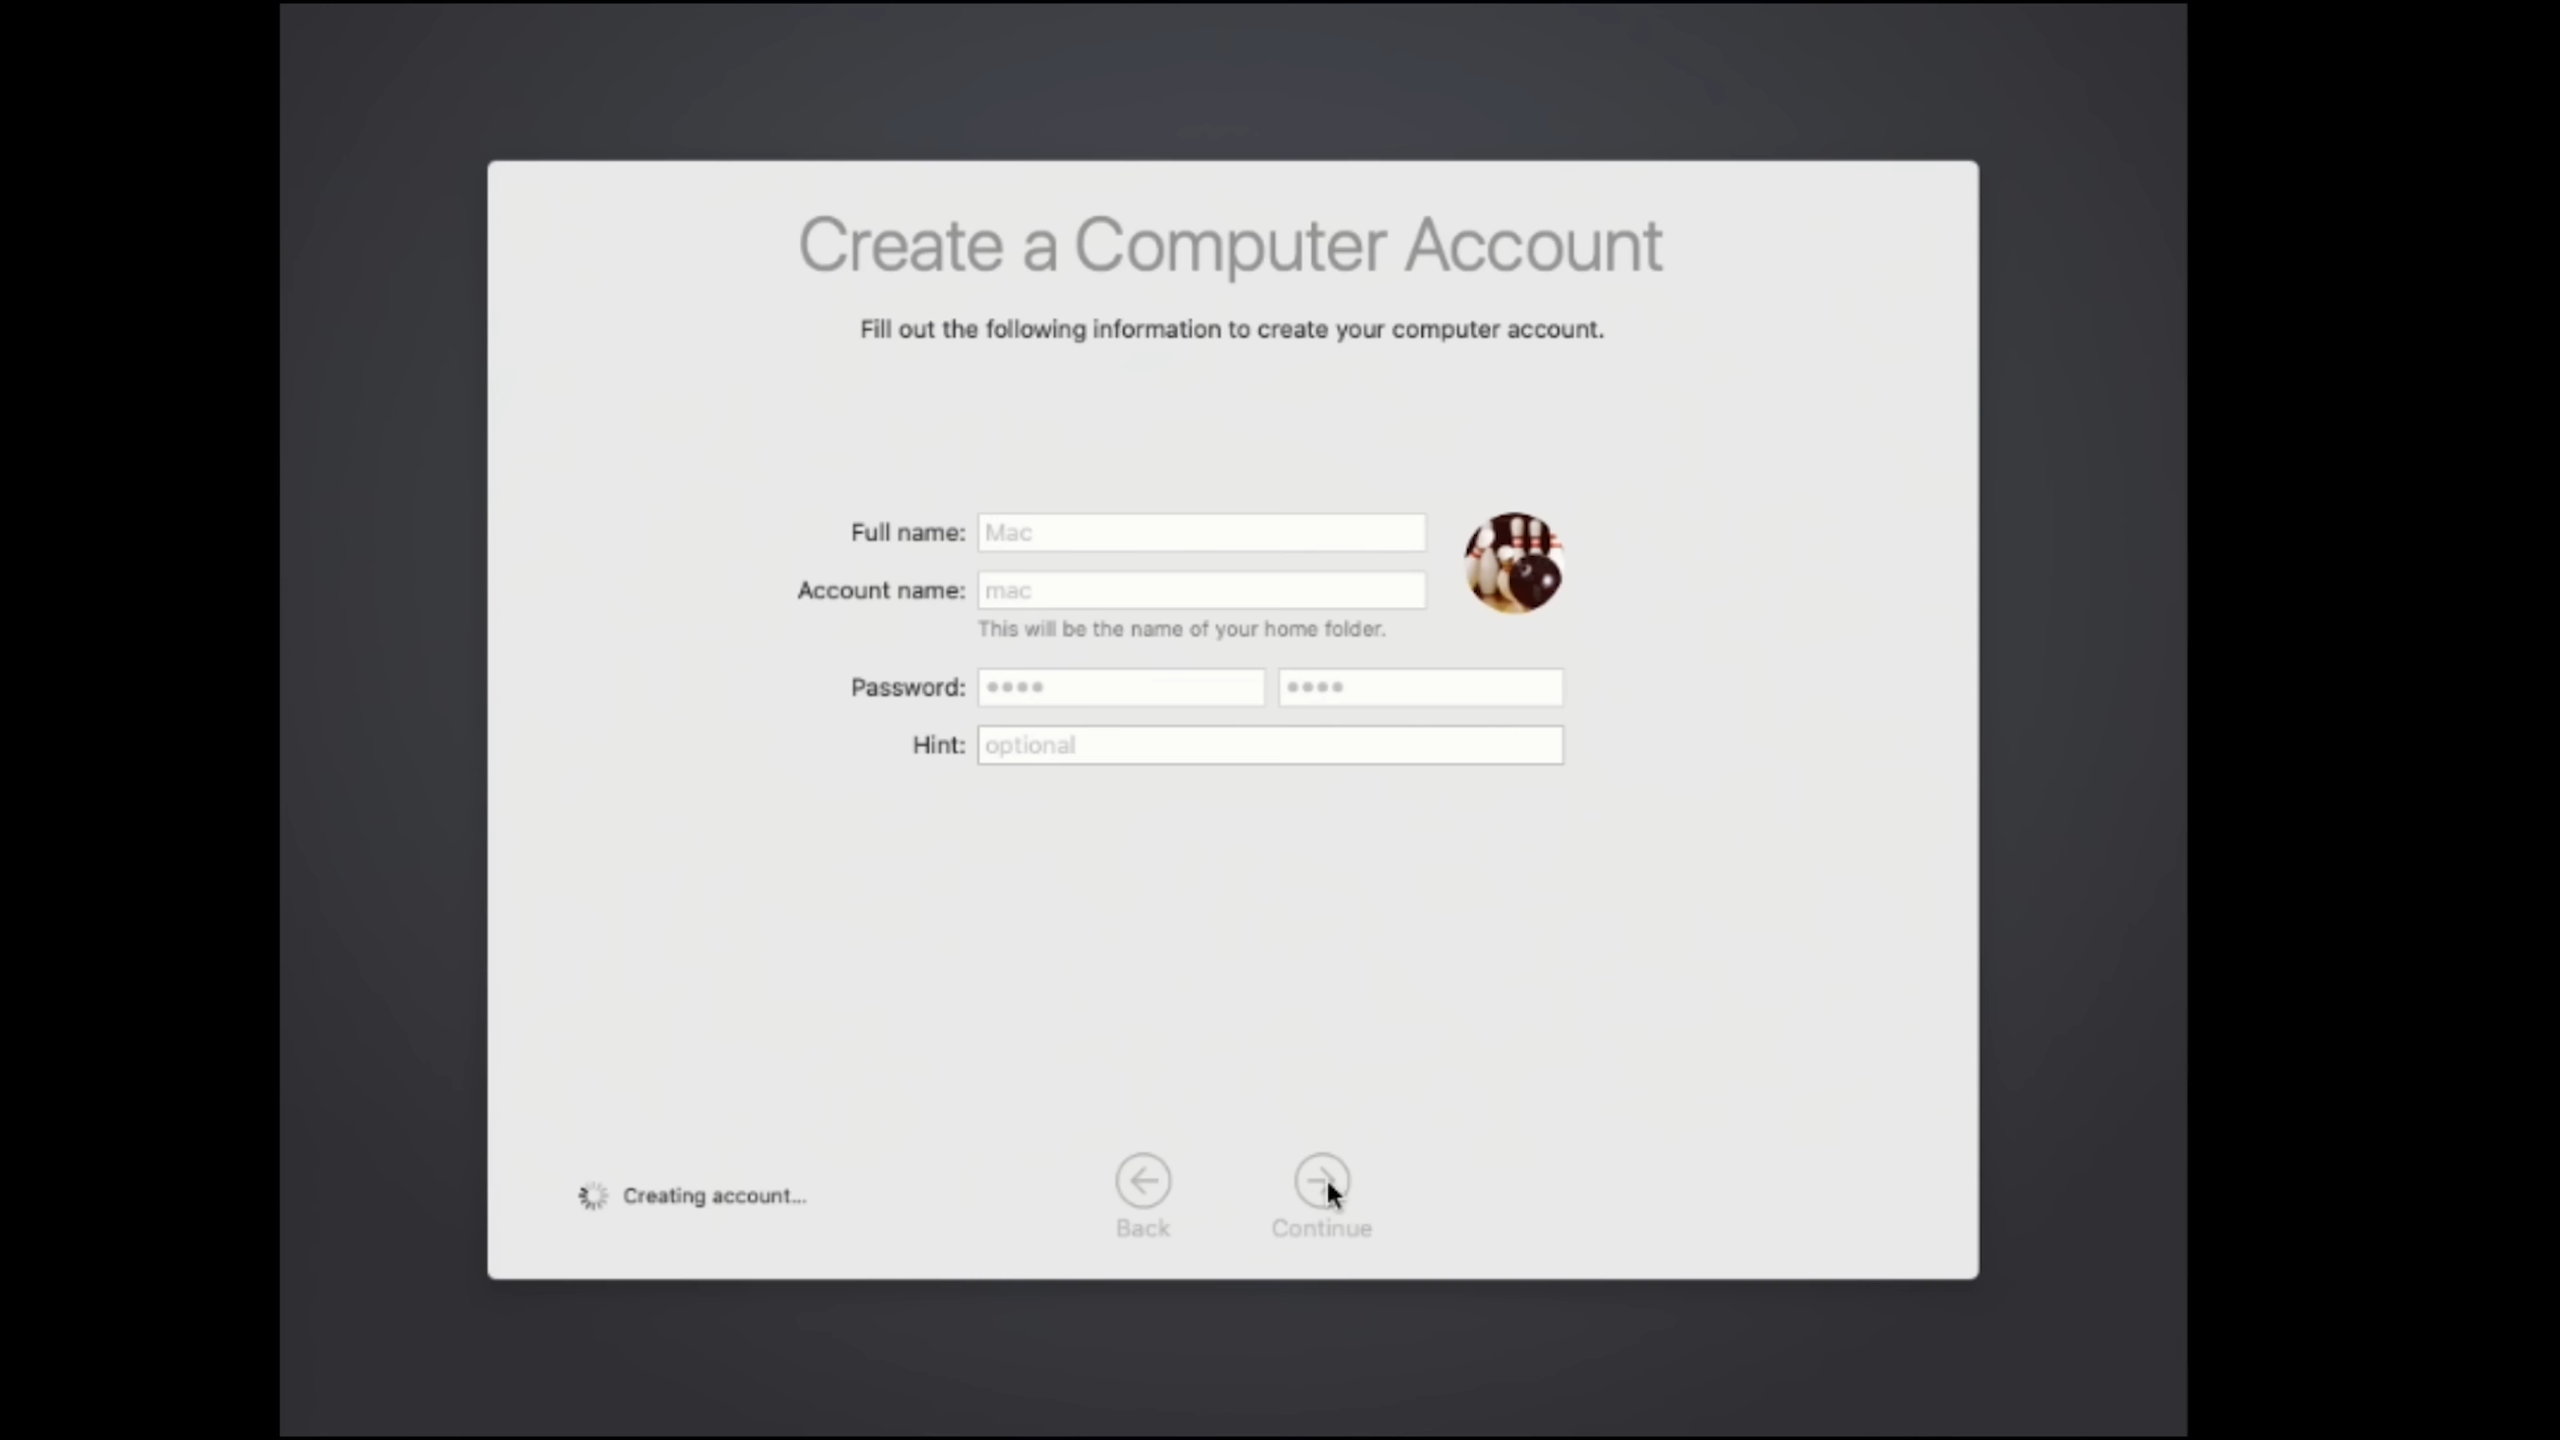 Create a Computer Account
Fill out the following information to create your computer account.
Full name: Mac
Account name: mac
This will be the name of your home folder.
Password: •••• ••••
Hint: optional
Creating account...
Back
Continue